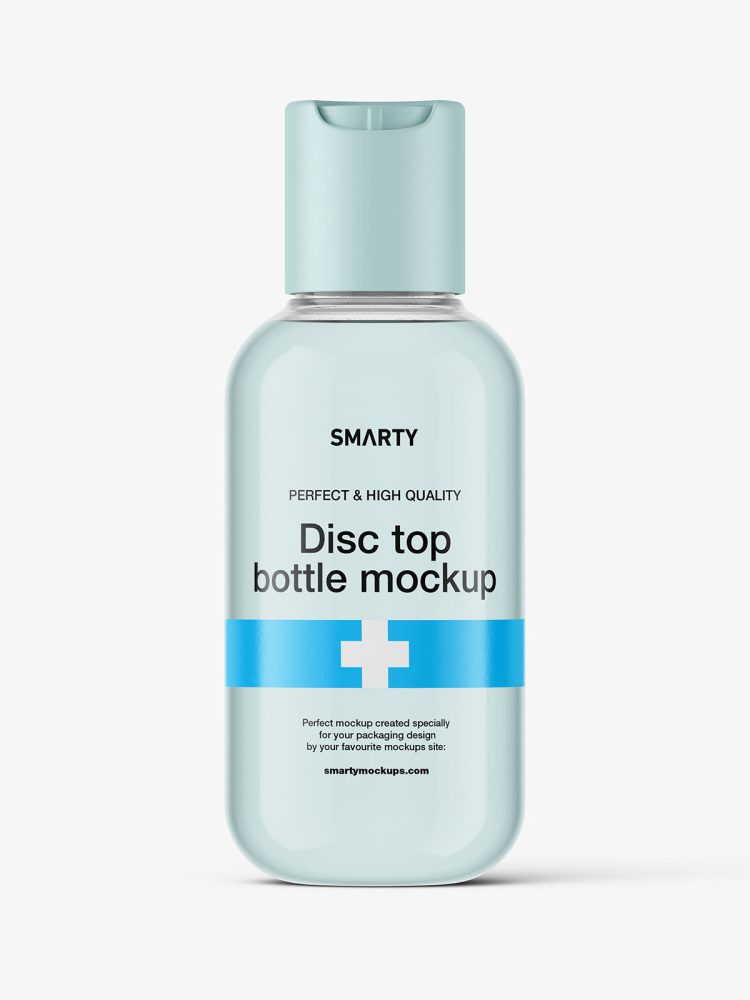 SMARTY
PERFECT & HIGH QUALITY
Disc top
bottle mockup
Perfect mockup created specially
for your packaging design
by your favourite mockups site:
smartymockups.com